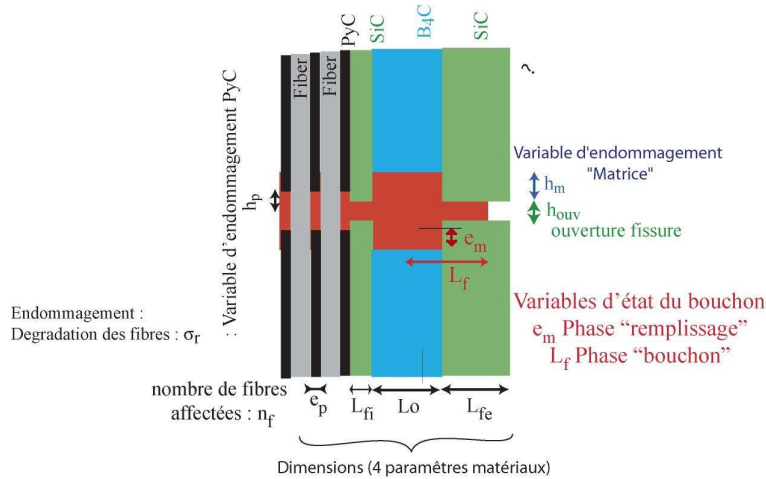 PyC
SiC
B4C
SiC
Fiber
Fiber
?
: Variable d'endommagement PyC
hp
Variable d'endommagement
"Matrice"
hm
houv
ouverture fissure
em
Lf
Endommagement :
Degradation des fibres : σr
Variables d'état du bouchon
em Phase "remplissage"
Lf Phase "bouchon"
nombre de fibres
affectées : nf
ep
Lfi
Lo
Lfe
Dimensions (4 paramêtres matériaux)